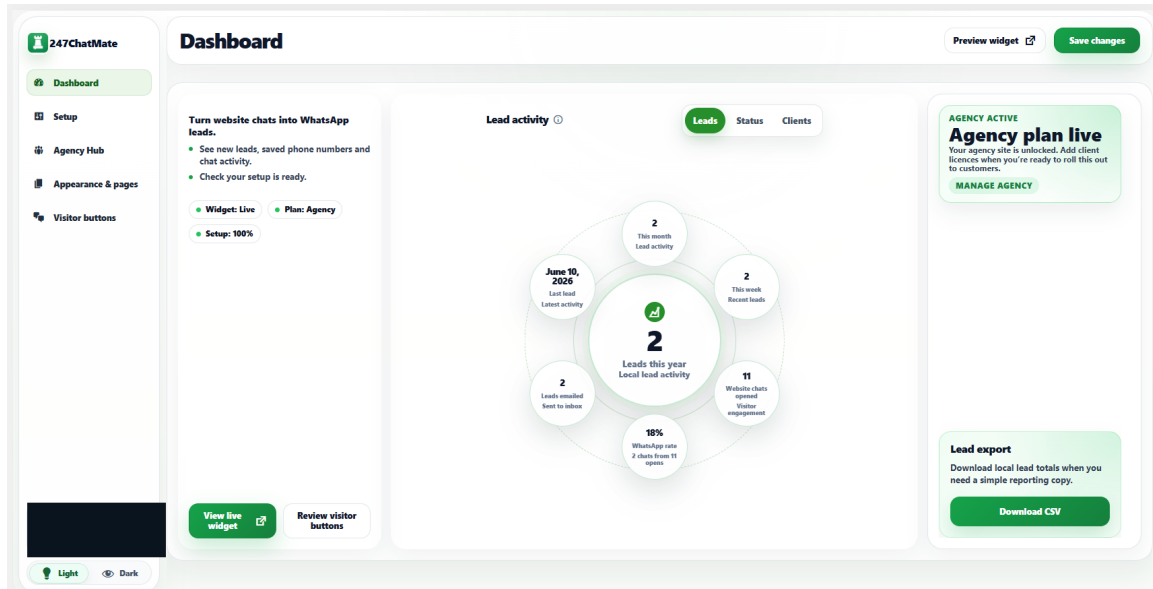 247ChatMate
Dashboard
Setup
Agency Hub
Appearance & pages
Visitor buttons
Light
Dark
Dashboard
Preview widget
Save changes
Turn website chats into WhatsApp
leads.
See new leads, saved phone numbers and
chat activity.
Check your setup is ready.
Widget: Live
Plan: Agency
Setup: 100%
View live
widget
Review visitor
buttons
Lead activity
Leads
Status
Clients
2
This month
Lead activity
2
This week
Recent leads
11
Website chats
opened
Visitor
engagement
18%
WhatsApp rate
2 chats from 11
opens
2
Leads emailed
Sent to inbox
June 10,
2026
Last lead
Latest activity
2
Leads this year
Local lead activity
AGENCY ACTIVE
Agency plan live
Your agency site is unlocked. Add client
licences when you're ready to roll this out
to customers.
MANAGE AGENCY
Lead export
Download local lead totals when you
need a simple reporting copy.
Download CSV